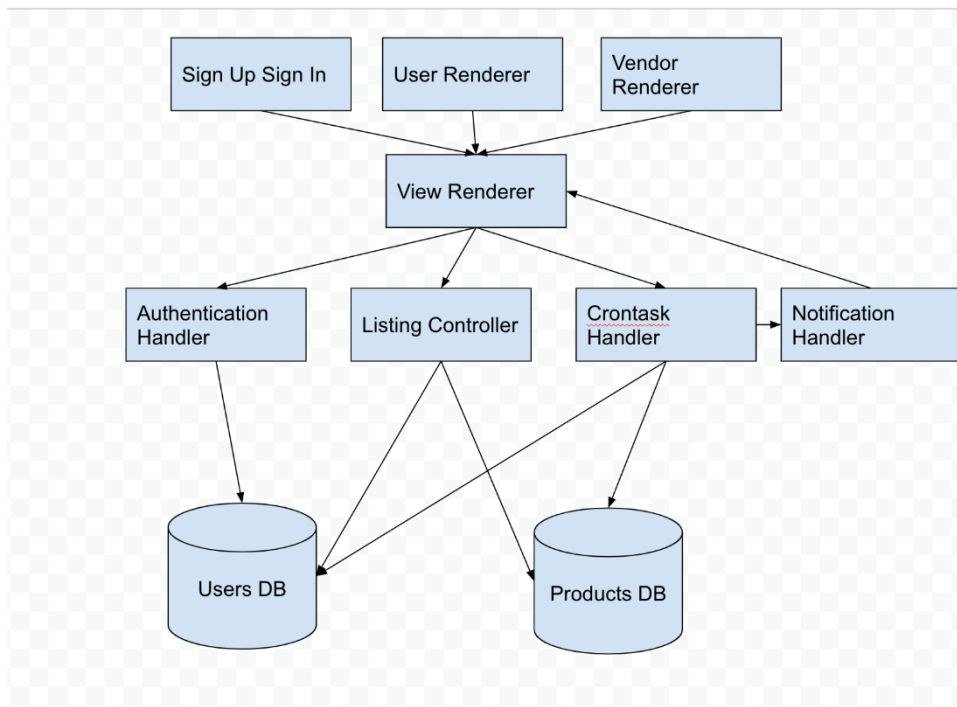 Sign Up Sign In
User Renderer
Vendor
Renderer
View Renderer
Authentication
Handler
Listing Controller
Crontask
Handler
Notification
Handler
Users DB
Products DB